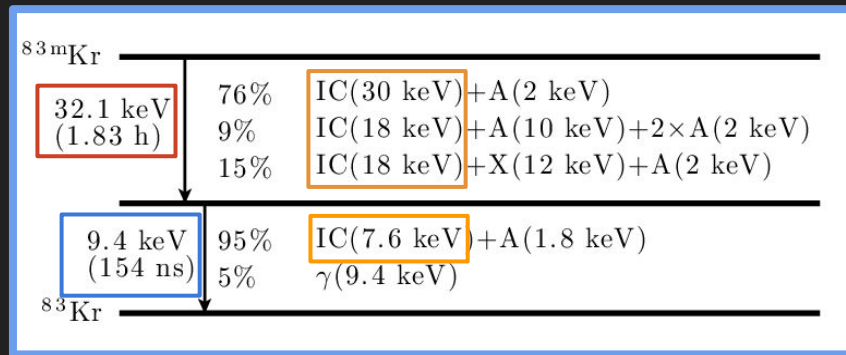 ⁸³ᵐKr
32.1 keV 76% IC(30 keV)+A(2 keV)
(1.83 h) 9% IC(18 keV)+A(10 keV)+2×A(2 keV)
15% IC(18 keV)+X(12 keV)+A(2 keV)
9.4 keV 95% IC(7.6 keV)+A(1.8 keV)
(154 ns) 5% γ(9.4 keV)
⁸³Kr